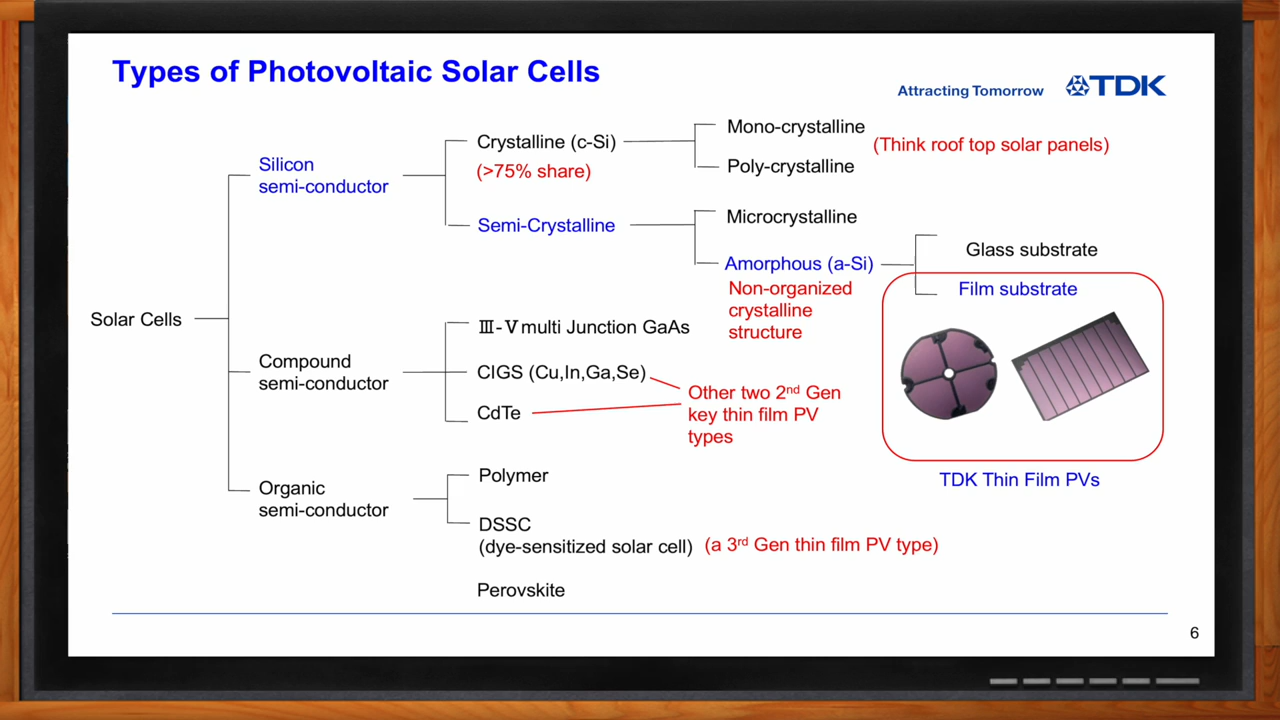 Types of Photovoltaic Solar Cells
Attracting Tomorrow
TDK
Solar Cells
Silicon
semi-conductor
Crystalline (c-Si)
(>75% share)
Mono-crystalline
(Think roof top solar panels)
Poly-crystalline
Semi-Crystalline
Microcrystalline
Amorphous (a-Si)
Non-organized
crystalline
structure
Glass substrate
Film substrate
TDK Thin Film PVs
Compound
semi-conductor
Ⅲ-Ⅴ multi Junction GaAs
CIGS (Cu,In,Ga,Se)
CdTe
Other two 2nd Gen
key thin film PV
types
Organic
semi-conductor
Polymer
DSSC
(dye-sensitized solar cell)
(a 3rd Gen thin film PV type)
Perovskite
6